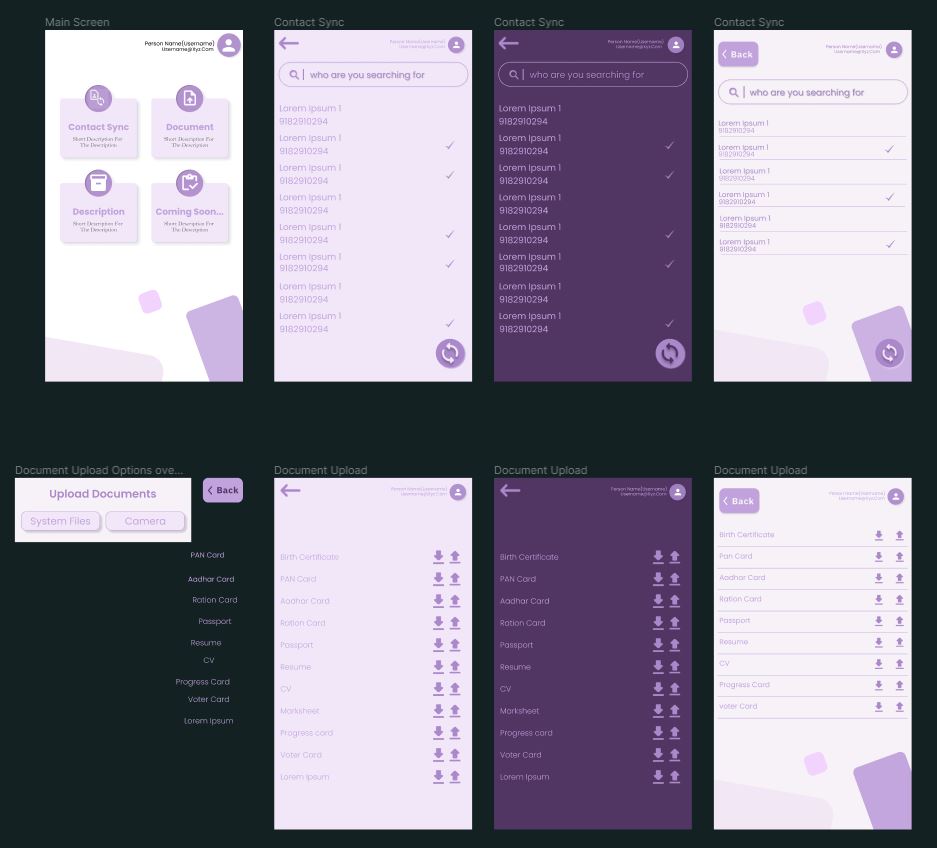 Main Screen
Person Name(Username)
Username@Xyz.Com
Contact Sync
Short Description For
The Description
Document
Short Description For
The Description
Description
Short Description For
The Description
Coming Soon...
Short Description For
The Description
Contact Sync
Person Name(Username)
Username@Xyz.Com
who are you searching for
Lorem Ipsum 1
9182910294
Lorem Ipsum 1
9182910294
Lorem Ipsum 1
9182910294
Lorem Ipsum 1
9182910294
Lorem Ipsum 1
9182910294
Lorem Ipsum 1
9182910294
Lorem Ipsum 1
9182910294
Lorem Ipsum 1
9182910294
Contact Sync
Person Name(Username)
Username@Xyz.Com
who are you searching for
Lorem Ipsum 1
9182910294
Lorem Ipsum 1
9182910294
Lorem Ipsum 1
9182910294
Lorem Ipsum 1
9182910294
Lorem Ipsum 1
9182910294
Lorem Ipsum 1
9182910294
Lorem Ipsum 1
9182910294
Lorem Ipsum 1
9182910294
Contact Sync
Back
Person Name(Username)
Username@Xyz.Com
who are you searching for
Lorem Ipsum 1
9182910294
Lorem Ipsum 1
9182910294
Lorem Ipsum 1
9182910294
Lorem Ipsum 1
9182910294
Lorem Ipsum 1
9182910294
Lorem Ipsum 1
9182910294
Document Upload Options ove...
Upload Documents
System Files
Camera
Back
PAN Card
Aadhar Card
Ration Card
Passport
Resume
CV
Progress Card
Voter Card
Lorem Ipsum
Document Upload
Person Name(Username)
Username@Xyz.Com
Birth Certificate
PAN Card
Aadhar Card
Ration Card
Passport
Resume
CV
Marksheet
Progress card
Voter Card
Lorem Ipsum
Document Upload
Person Name(Username)
Username@Xyz.Com
Birth Certificate
PAN Card
Aadhar Card
Ration Card
Passport
Resume
CV
Marksheet
Progress card
Voter Card
Lorem Ipsum
Document Upload
Back
Person Name(Username)
Username@Xyz.Com
Birth Certificate
Pan Card
Aadhar Card
Ration Card
Passport
Resume
CV
Progress Card
voter Card